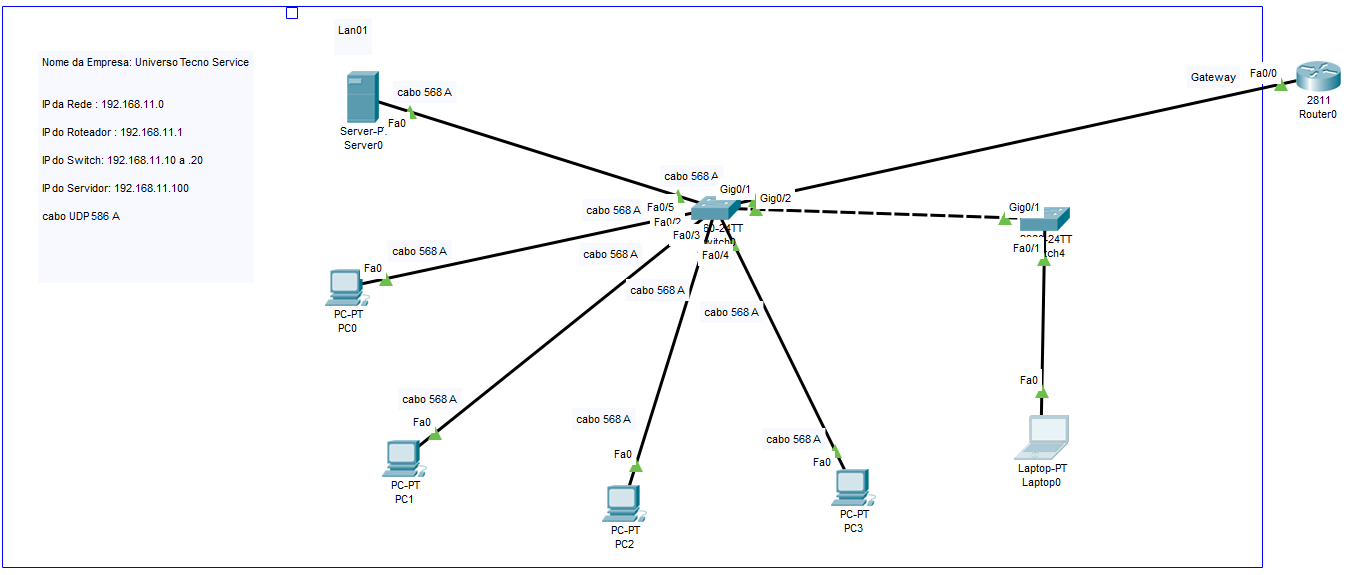 Lan01
Nome da Empresa: Universo Tecno Service
IP da Rede : 192.168.11.0
IP do Roteador : 192.168.11.1
IP do Switch: 192.168.11.10 a .20
IP do Servidor: 192.168.11.100
cabo UDP 586 A
cabo 568 A
Fa0
Server-P
Server0
Gateway
Fa0/0
2811
Router0
cabo 568 A
Gig0/1
Gig0/2
cabo 568 A
Fa0/5
Fa0/2
Fa0/3
60-24TT
Fa0/4
Gig0/1
-24TT
Fa0/1
tch4
cabo 568 A
Fa0
PC-PT
PC0
cabo 568 A
cabo 568 A
cabo 568 A
cabo 568 A
Fa0
PC-PT
PC1
cabo 568 A
Fa0
PC-PT
PC2
cabo 568 A
Fa0
PC-PT
PC3
Fa0
Laptop-PT
Laptop0